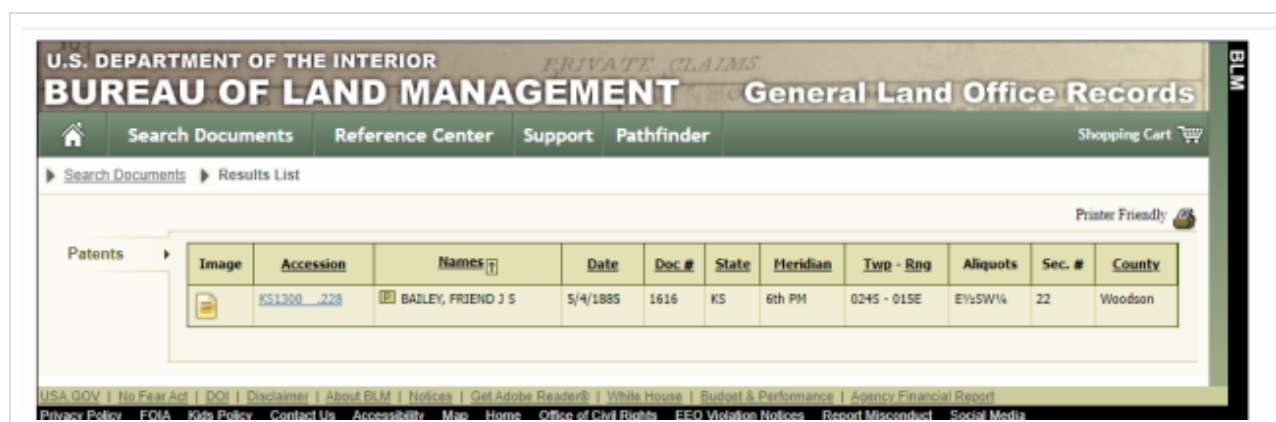 U.S. DEPARTMENT OF THE INTERIOR
PRIVATE CLAIMS
BUREAU OF LAND MANAGEMENT General Land Office Records
BLM
Search Documents Reference Center Support Pathfinder Shopping Cart
Search Documents Results List
Printer Friendly
Patents
Image Accession Names Date Doc # State Meridian Twp - Rng Aliquots Sec. # County
KS1300 .228 P BAILEY, FRIEND J S 5/4/1885 1616 KS 6th PM 024S - 015E E½SW¼ 22 Woodson
USA.GOV | No Fear Act | DOI | Disclaimer | About BLM | Notices | Get Adobe Reader® | White House | Budget & Performance | Agency Financial Report
Privacy Policy FOIA Kids Policy Contact Us Accessibility Map Home Office of Civil Rights EEO Violation Notices Report Misconduct Social Media